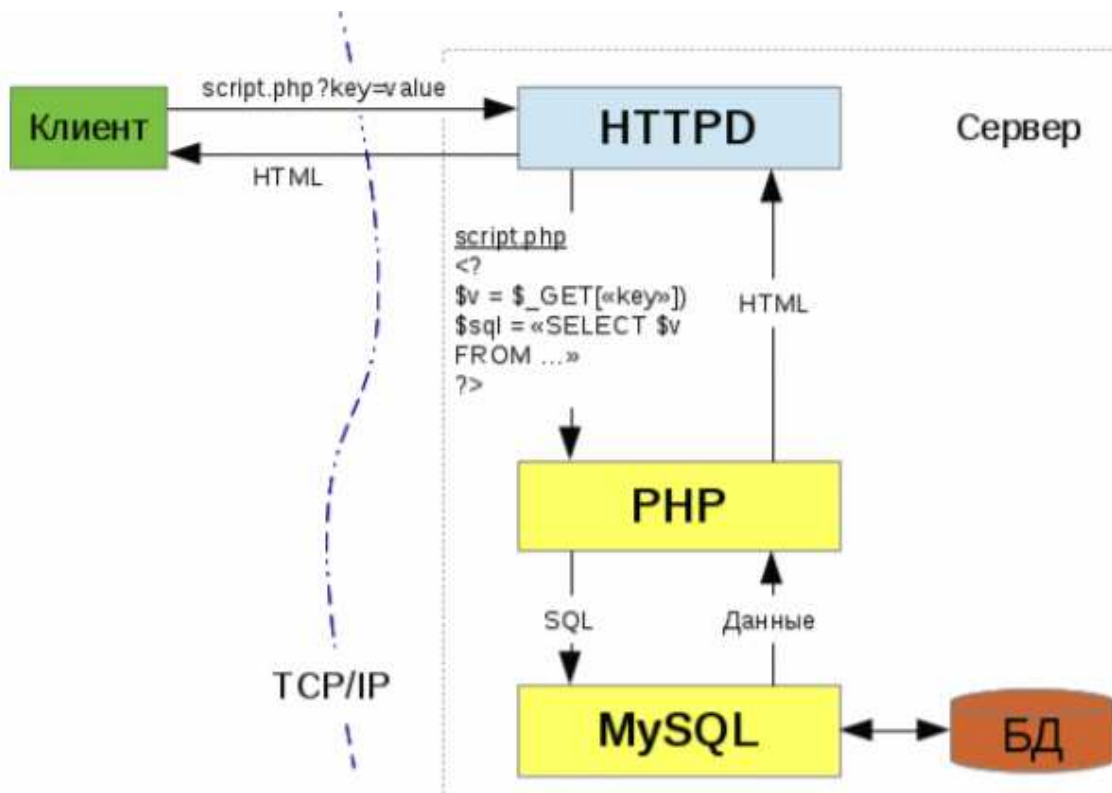 script.php?key=value
Клиент
HTTPD
Сервер
HTML
script.php
<?
$v = $_GET[«key»])
$sql = «SELECT $v
FROM ...»
?>
HTML
PHP
SQL
Данные
TCP/IP
MySQL
БД